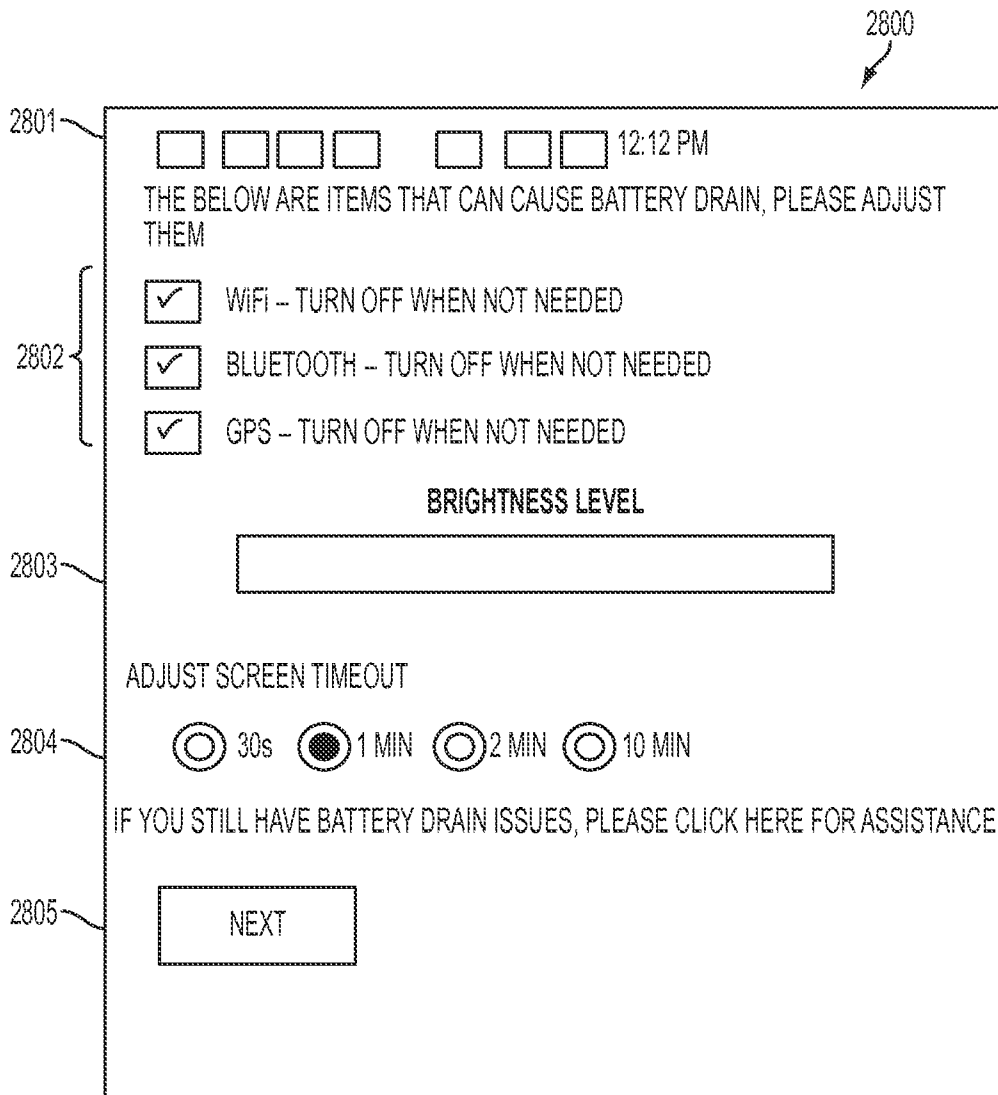 2800
2801
12:12 PM
THE BELOW ARE ITEMS THAT CAN CAUSE BATTERY DRAIN, PLEASE ADJUST
THEM
2802
WiFi – TURN OFF WHEN NOT NEEDED
BLUETOOTH – TURN OFF WHEN NOT NEEDED
GPS – TURN OFF WHEN NOT NEEDED
BRIGHTNESS LEVEL
2803
ADJUST SCREEN TIMEOUT
2804
30s 1 MIN 2 MIN 10 MIN
IF YOU STILL HAVE BATTERY DRAIN ISSUES, PLEASE CLICK HERE FOR ASSISTANCE
2805
NEXT